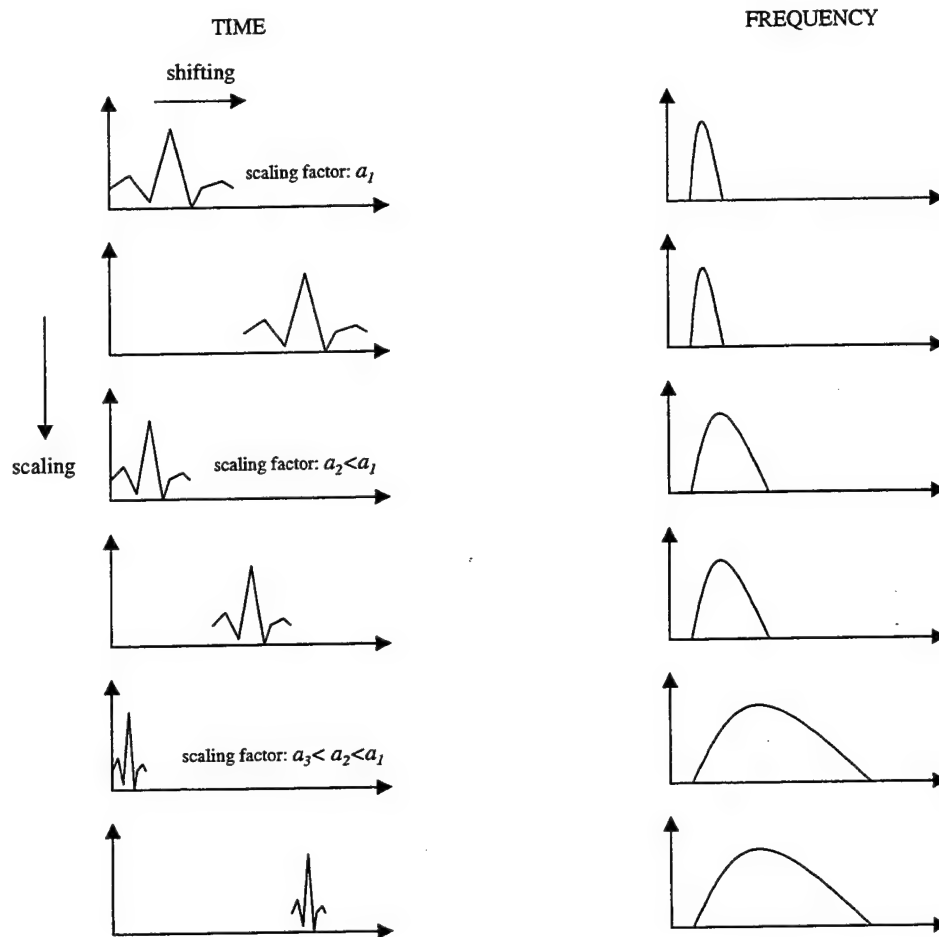 TIME
FREQUENCY
shifting
scaling factor: a1
scaling
scaling factor: a2<a1
scaling factor: a3< a2<a1